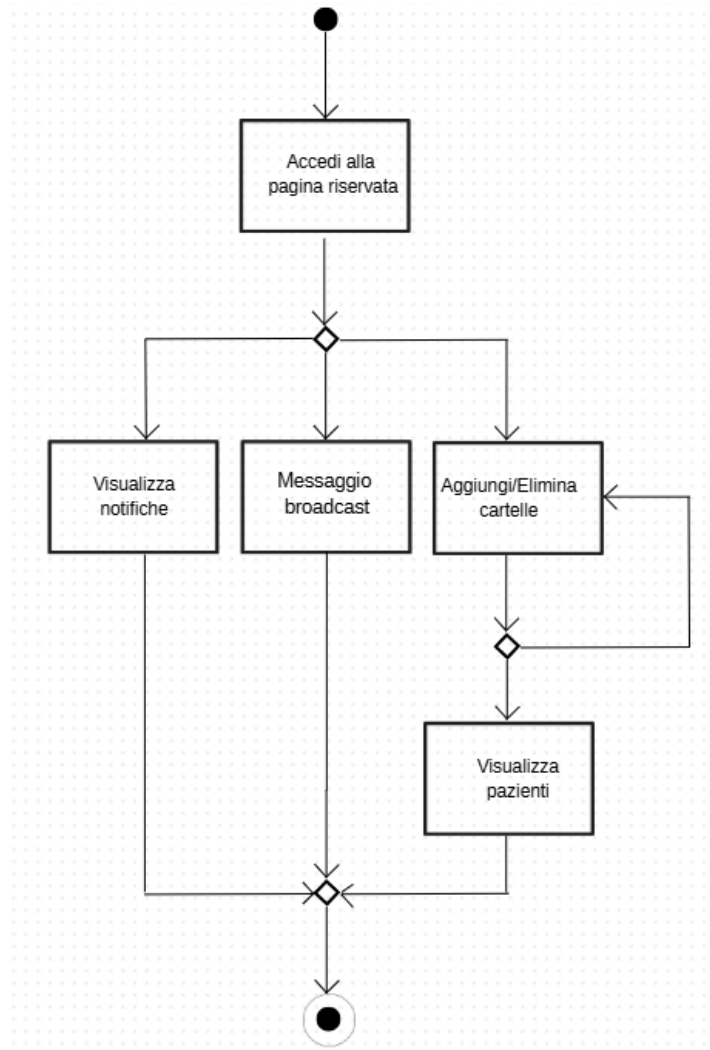 Accedi alla
pagina riservata
Visualizza
notifiche
Messaggio
broadcast
Aggiungi/Elimina
cartelle
Visualizza
pazienti